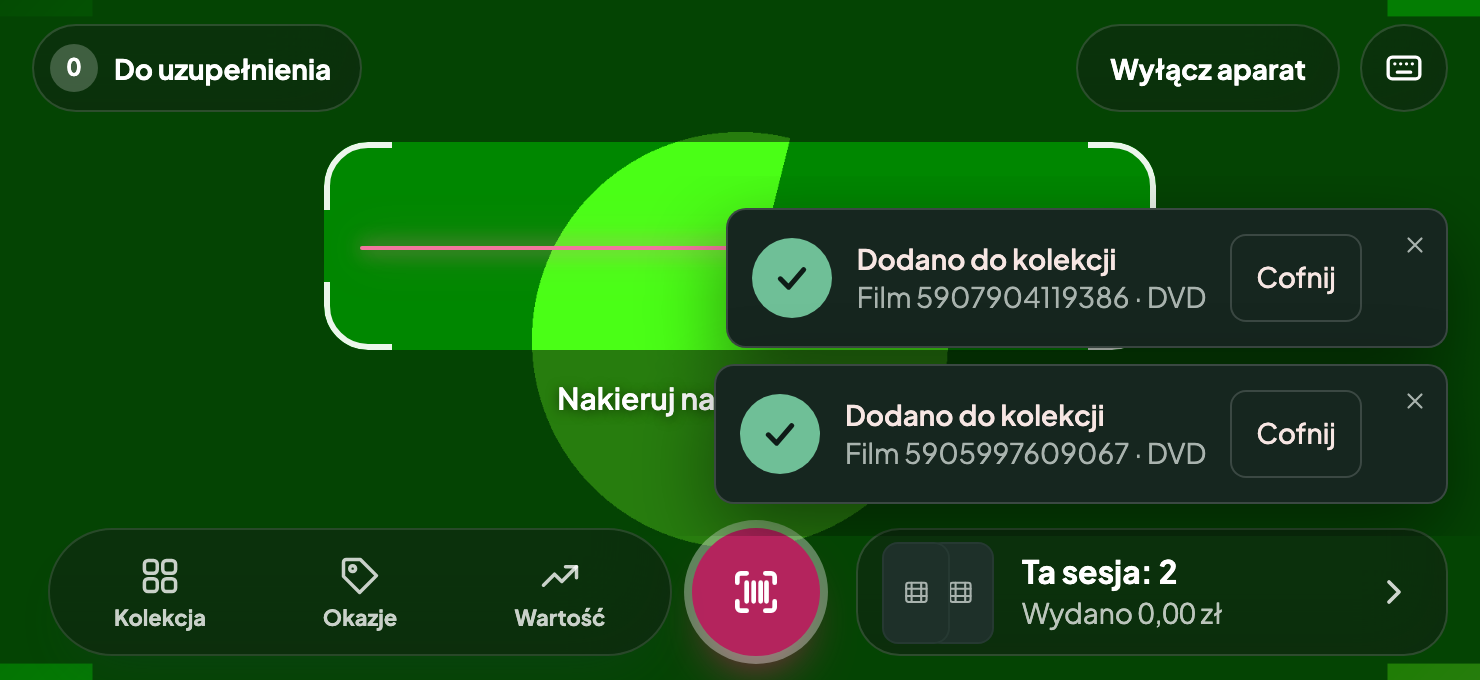 0
Do uzupełnienia
Wyłącz aparat
Dodano do kolekcji
Film 5907904119386 · DVD
Cofnij
Nakieruj na
Dodano do kolekcji
Film 5905997609067 · DVD
Cofnij
Kolekcja
Okazje
Wartość
Ta sesja: 2
Wydano 0,00 zł